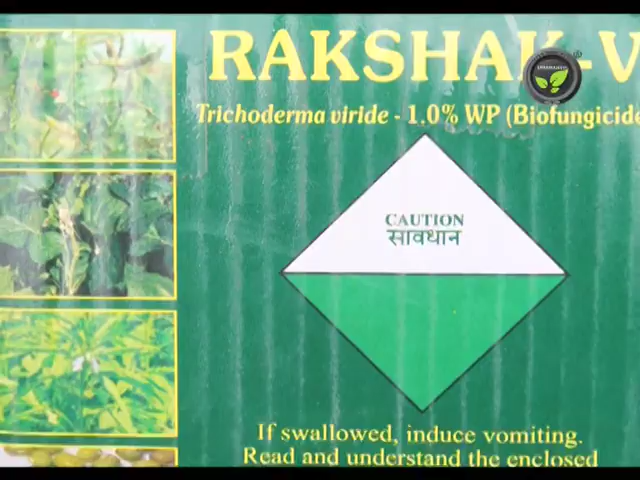 RAKSHAK-V
Trichoderma viride - 1.0% WP (Biofungicide
CAUTION
सावधान
If swallowed, induce vomiting.
Read and understand the enclosed